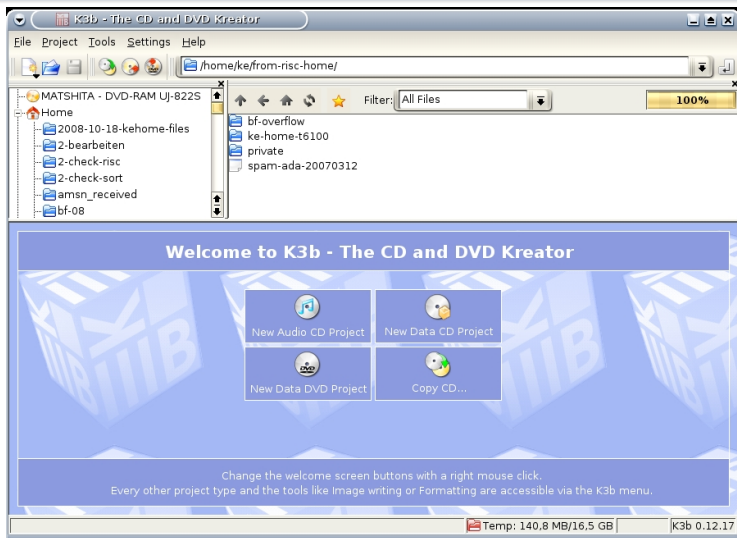 K3b - The CD and DVD Kreator
File Project Tools Settings Help
/home/ke/from-risc-home/
MATSHITA - DVD-RAM UJ-822S
Home
2008-10-18-kehome-files
2-bearbeiten
2-check-risc
2-check-sort
amsn_received
bf-08
Filter: All Files
100%
bf-overflow
ke-home-t6100
private
spam-ada-20070312
Welcome to K3b - The CD and DVD Kreator
New Audio CD Project
New Data CD Project
New Data DVD Project
Copy CD...
Change the welcome screen buttons with a right mouse click.
Every other project type and the tools like Image writing or Formatting are accessible via the K3b menu.
Temp: 140,8 MB/16,5 GB
K3b 0.12.17